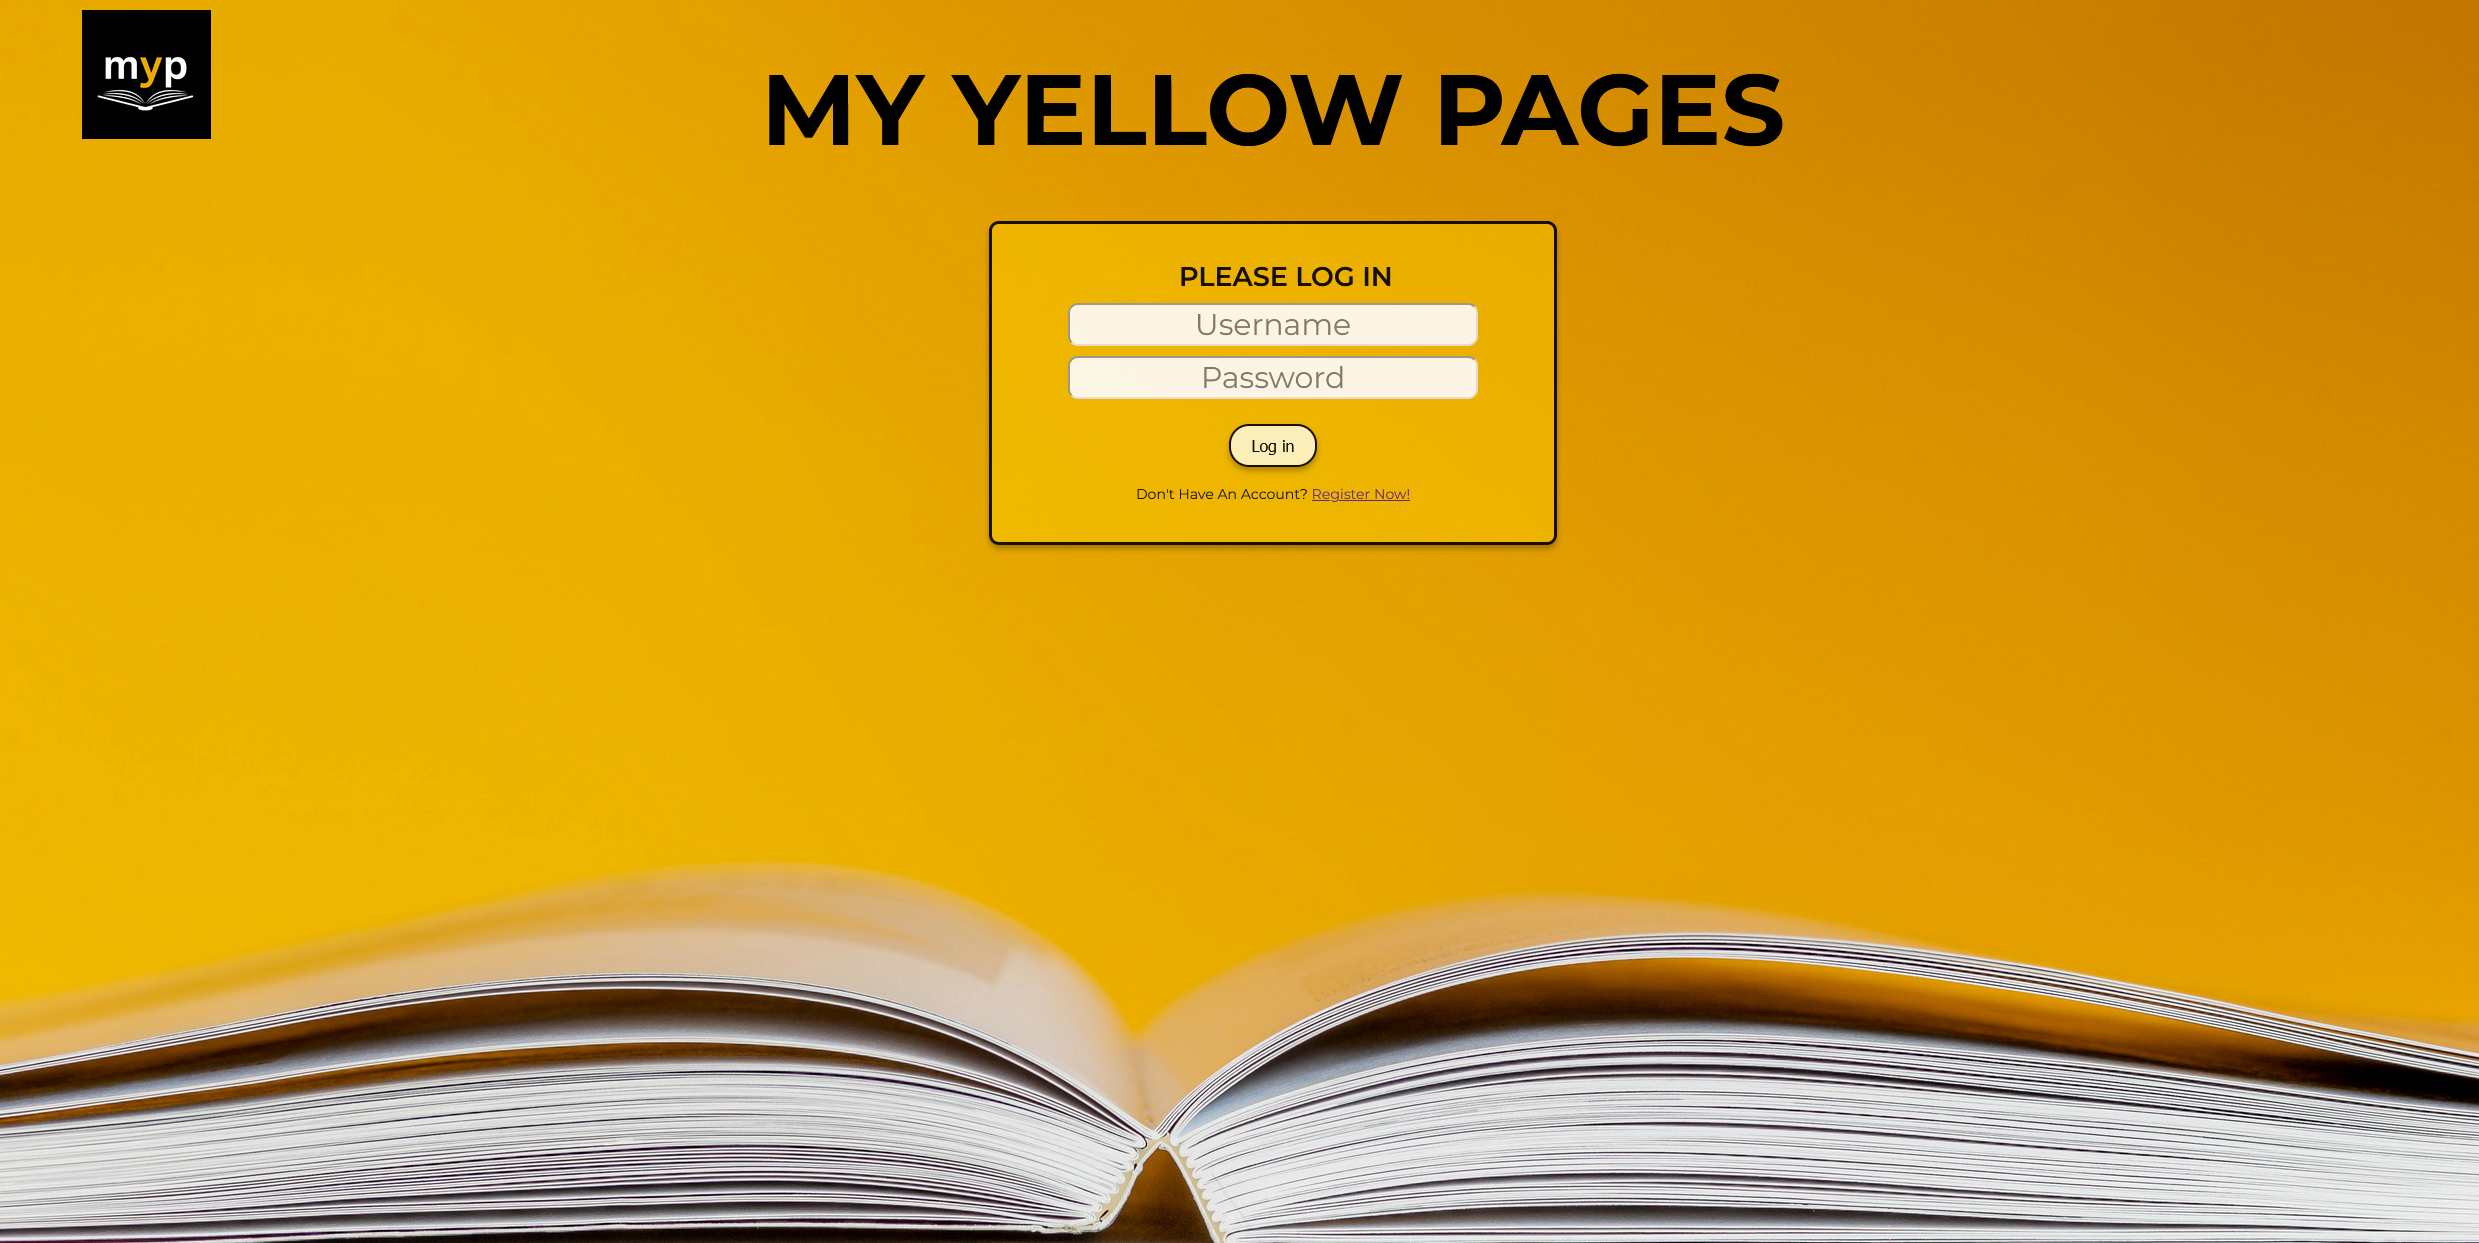 myp
MY YELLOW PAGES
PLEASE LOG IN
Username
Password
Log in
Don't Have An Account? Register Now!